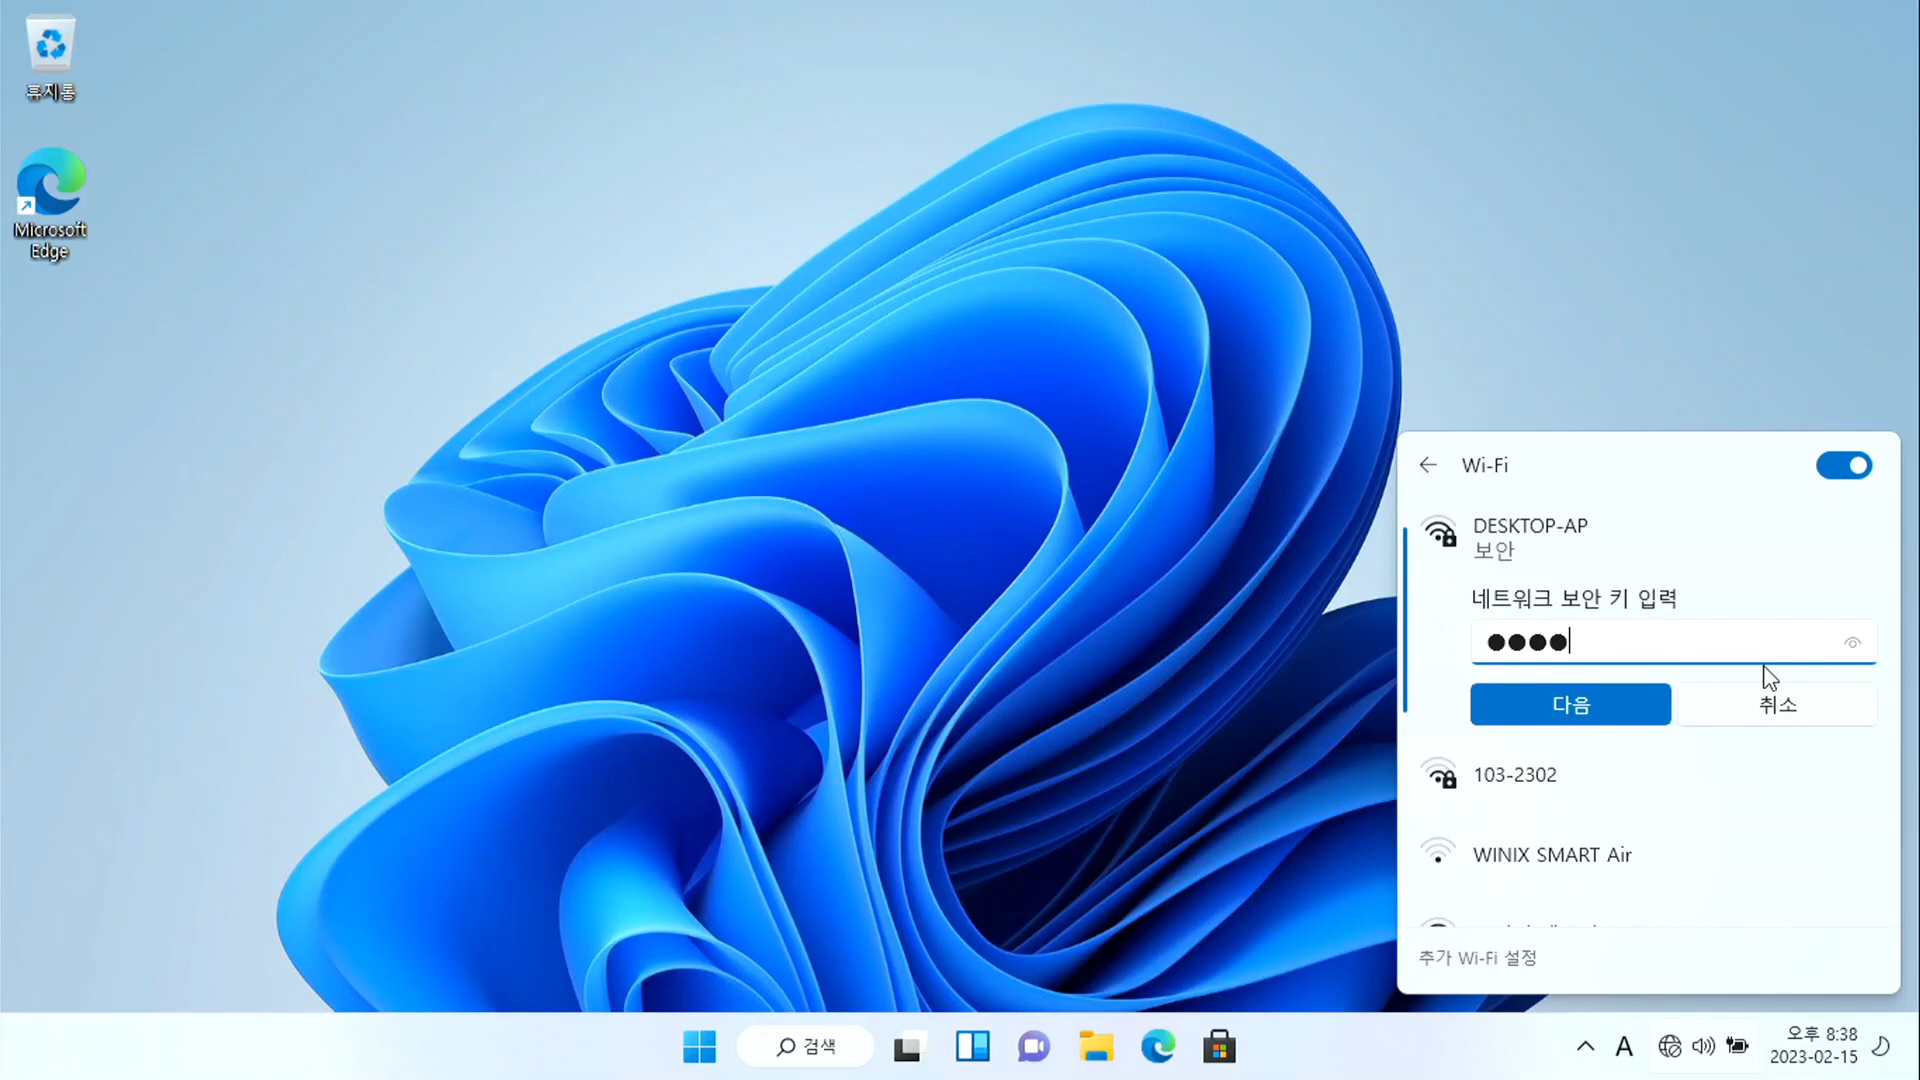 휴지통
Microsoft
Edge
Wi-Fi
DESKTOP-AP
보안
네트워크 보안 키 입력
다음
취소
103-2302
WINIX SMART Air
추가 Wi-Fi 설정
검색
A
오후 8:38
2023-02-15